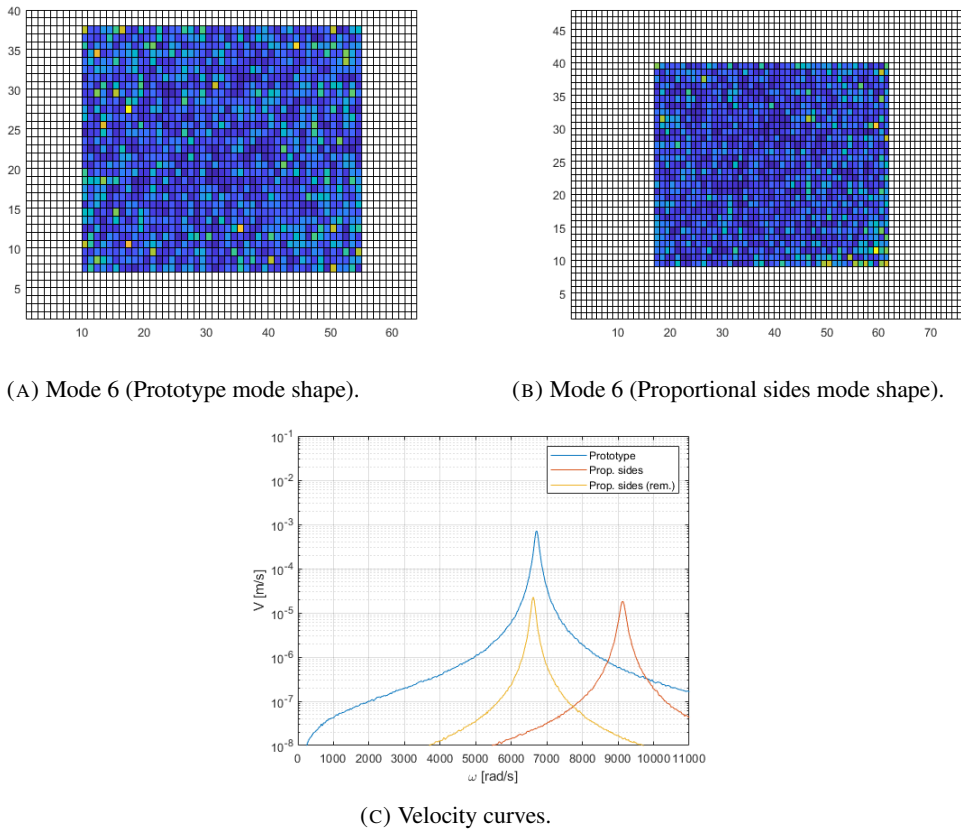 40
35
30
25
20
15
10
5
10 20 30 40 50 60
(A) Mode 6 (Prototype mode shape).
45
40
35
30
25
20
15
10
5
10 20 30 40 50 60 70
(B) Mode 6 (Proportional sides mode shape).
10^-1
10^-2
10^-3
10^-4
10^-5
10^-6
10^-7
10^-8
V [m/s]
Prototype
Prop. sides
Prop. sides (rem.)
0 1000 2000 3000 4000 5000 6000 7000 8000 9000 10000 11000
ω [rad/s]
(C) Velocity curves.